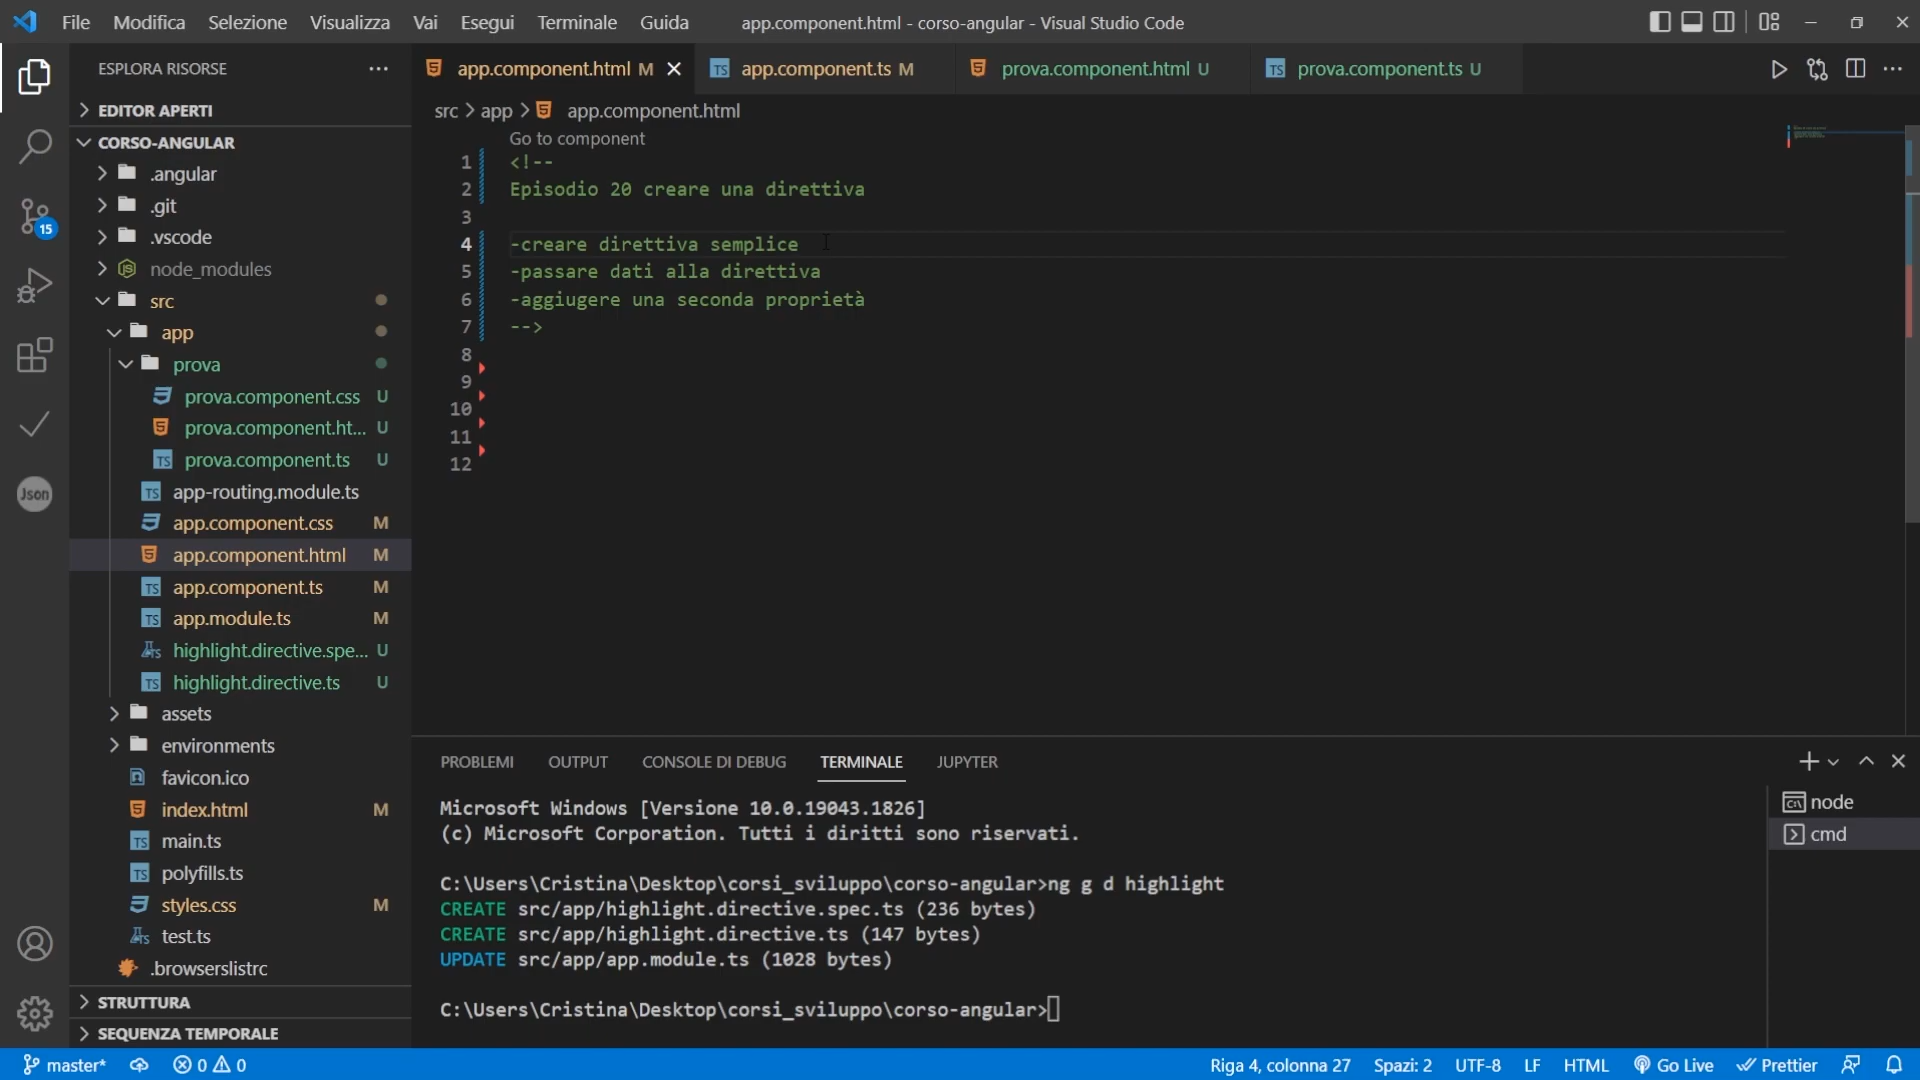 File Modifica Selezione Visualizza Vai Esegui Terminale Guida
app.component.html - corso-angular - Visual Studio Code
ESPLORA RISORSE
app.component.html M
app.component.ts M
prova.component.html U
prova.component.ts U
EDITOR APERTI
src > app > app.component.html
CORSO-ANGULAR
.angular
.git
.vscode
node_modules
src
app
prova
prova.component.css U
prova.component.ht... U
prova.component.ts U
app-routing.module.ts
app.component.css M
app.component.html M
app.component.ts M
app.module.ts M
highlight.directive.spe... U
highlight.directive.ts U
assets
environments
favicon.ico
index.html M
main.ts
polyfills.ts
styles.css M
test.ts
.browserslistrc
STRUTTURA
SEQUENZA TEMPORALE
15
Json
Go to component
1 <!--
2 Episodio 20 creare una direttiva
3
4 -creare direttiva semplice
5 -passare dati alla direttiva
6 -aggiugere una seconda proprietà
7 -->
8
9
10
11
12
PROBLEMI OUTPUT CONSOLE DI DEBUG TERMINALE JUPYTER
Microsoft Windows [Versione 10.0.19043.1826]
(c) Microsoft Corporation. Tutti i diritti sono riservati.
C:\Users\Cristina\Desktop\corsi_sviluppo\corso-angular>ng g d highlight
CREATE src/app/highlight.directive.spec.ts (236 bytes)
CREATE src/app/highlight.directive.ts (147 bytes)
UPDATE src/app/app.module.ts (1028 bytes)
C:\Users\Cristina\Desktop\corsi_sviluppo\corso-angular>
node
cmd
master* 0 0 Riga 4, colonna 27 Spazi: 2 UTF-8 LF HTML Go Live Prettier